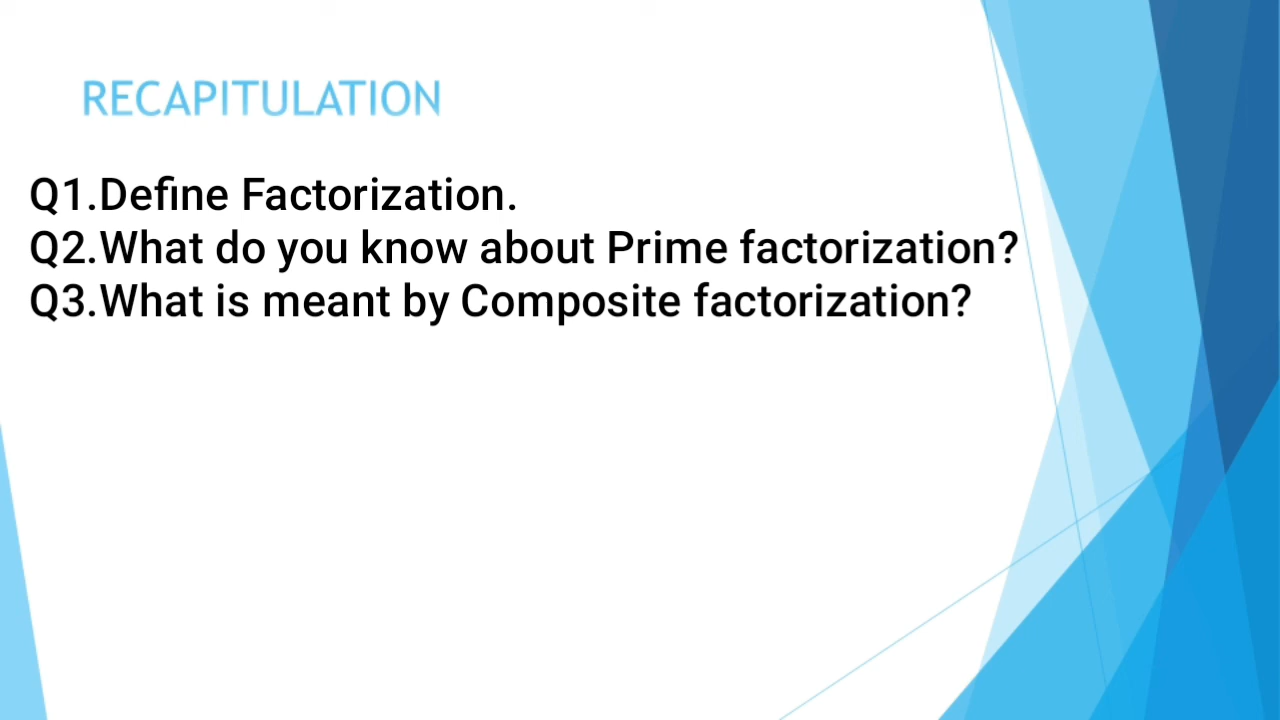 RECAPITULATION
Q1.Define Factorization.
Q2.What do you know about Prime factorization?
Q3.What is meant by Composite factorization?